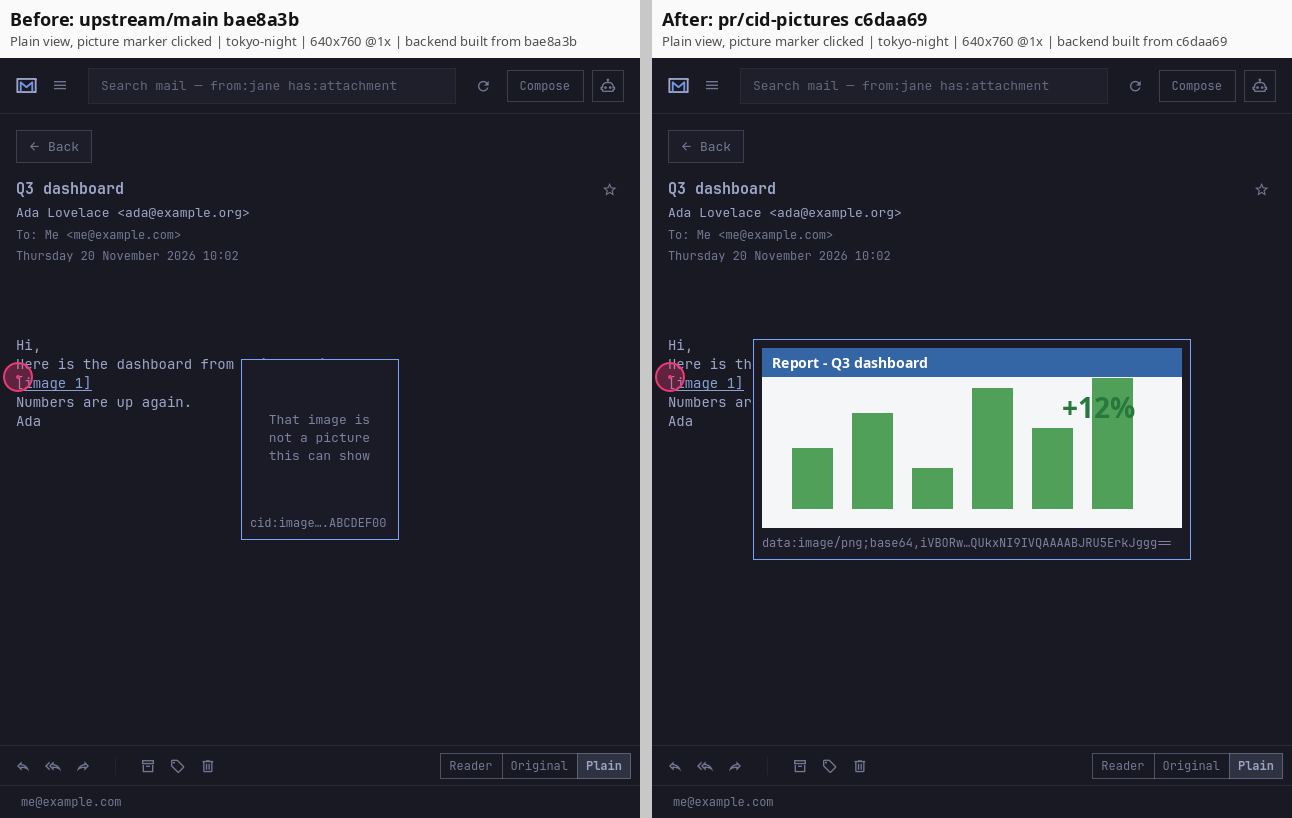 Before: upstream/main bae8a3b
Plain view, picture marker clicked | tokyo-night | 640x760 @1x | backend built from bae8a3b
Search mail — from:jane has:attachment
Compose
← Back
Q3 dashboard
Ada Lovelace <ada@example.org>
To: Me <me@example.com>
Thursday 20 November 2026 10:02
Hi,
Here is the dashboard from
[image 1]
Numbers are up again.
Ada
That image is
not a picture
this can show
cid:image….ABCDEF00
Reader
Original
Plain
me@example.com
After: pr/cid-pictures c6daa69
Plain view, picture marker clicked | tokyo-night | 640x760 @1x | backend built from c6daa69
Search mail — from:jane has:attachment
Compose
← Back
Q3 dashboard
Ada Lovelace <ada@example.org>
To: Me <me@example.com>
Thursday 20 November 2026 10:02
Hi,
Here is th
[image 1]
Numbers ar
Ada
Report - Q3 dashboard
+12%
data:image/png;base64,iVBORw…QUkxNI9IVQAAAABJRU5ErkJggg==
Reader
Original
Plain
me@example.com